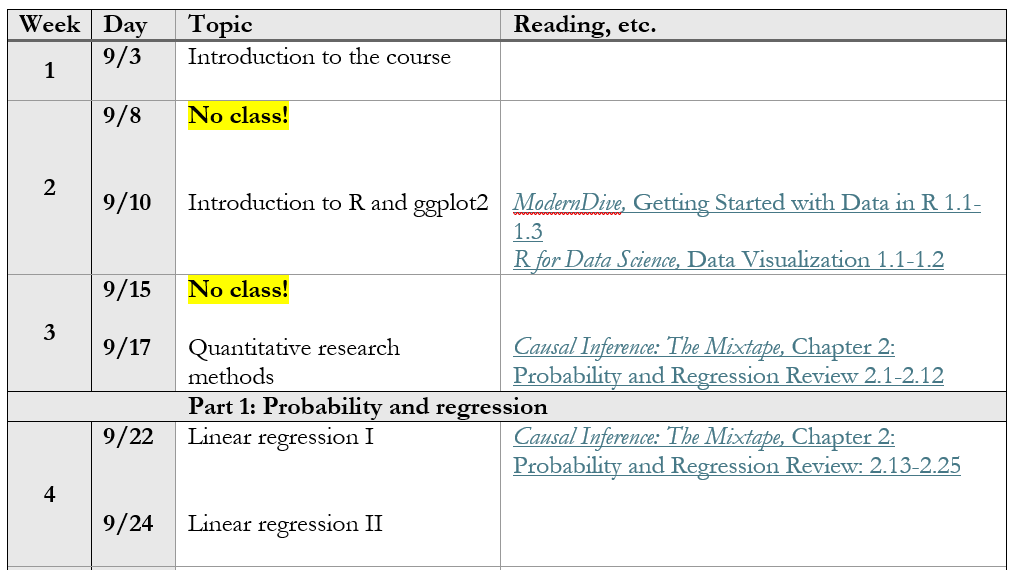 Week Day Topic Reading, etc.
1 9/3 Introduction to the course
9/8 No class!
2
9/10 Introduction to R and ggplot2 ModernDive, Getting Started with Data in R 1.1-
1.3
R for Data Science, Data Visualization 1.1-1.2
9/15 No class!
3
9/17 Quantitative research Causal Inference: The Mixtape, Chapter 2:
methods Probability and Regression Review 2.1-2.12
Part 1: Probability and regression
9/22 Linear regression I Causal Inference: The Mixtape, Chapter 2:
Probability and Regression Review: 2.13-2.25
4
9/24 Linear regression II